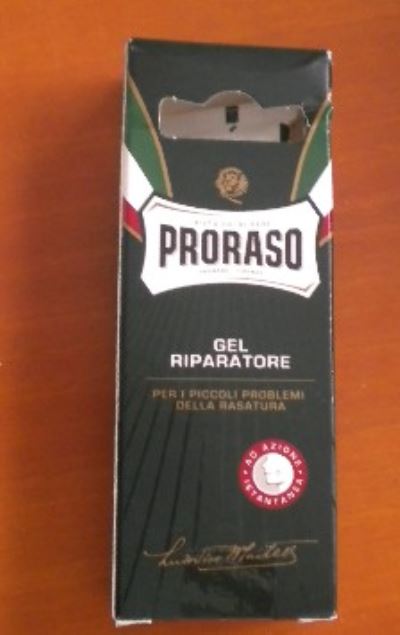 PRORASO
GEL
RIPARATORE
PER I PICCOLI PROBLEMI
DELLA RASATURA
AD AZIONE
ISTANTANEA